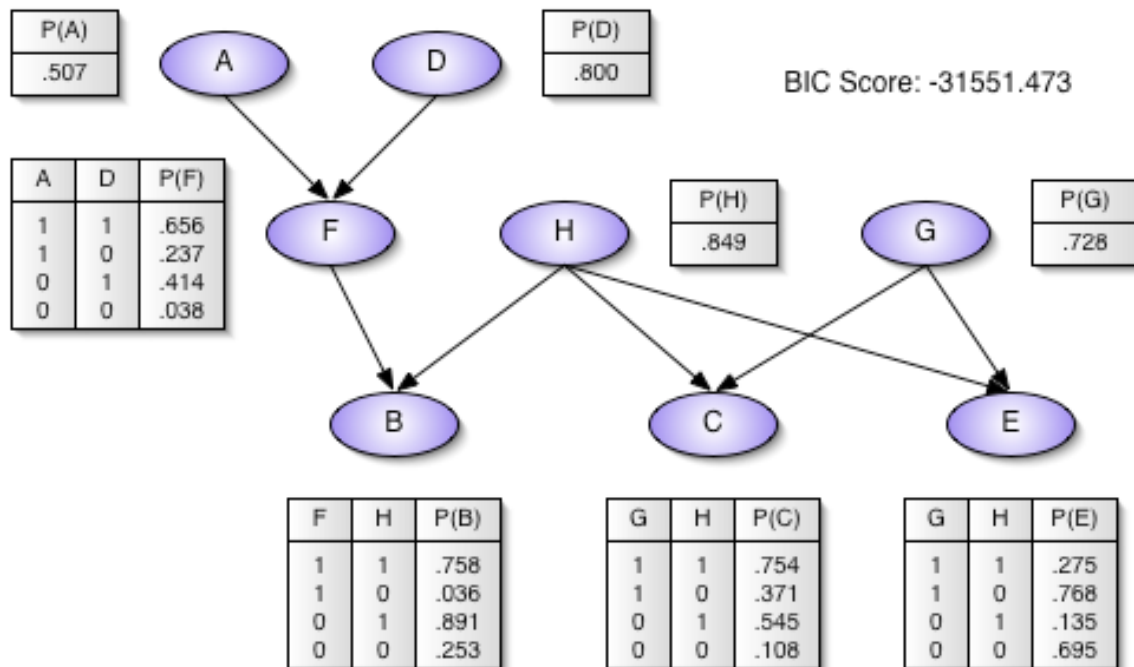 P(A)
.507
A
D
P(D)
.800
BIC Score: -31551.473
A D P(F)
1 1 .656
1 0 .237
0 1 .414
0 0 .038
F
H
P(H)
.849
G
P(G)
.728
B
C
E
F H P(B)
1 1 .758
1 0 .036
0 1 .891
0 0 .253
G H P(C)
1 1 .754
1 0 .371
0 1 .545
0 0 .108
G H P(E)
1 1 .275
1 0 .768
0 1 .135
0 0 .695